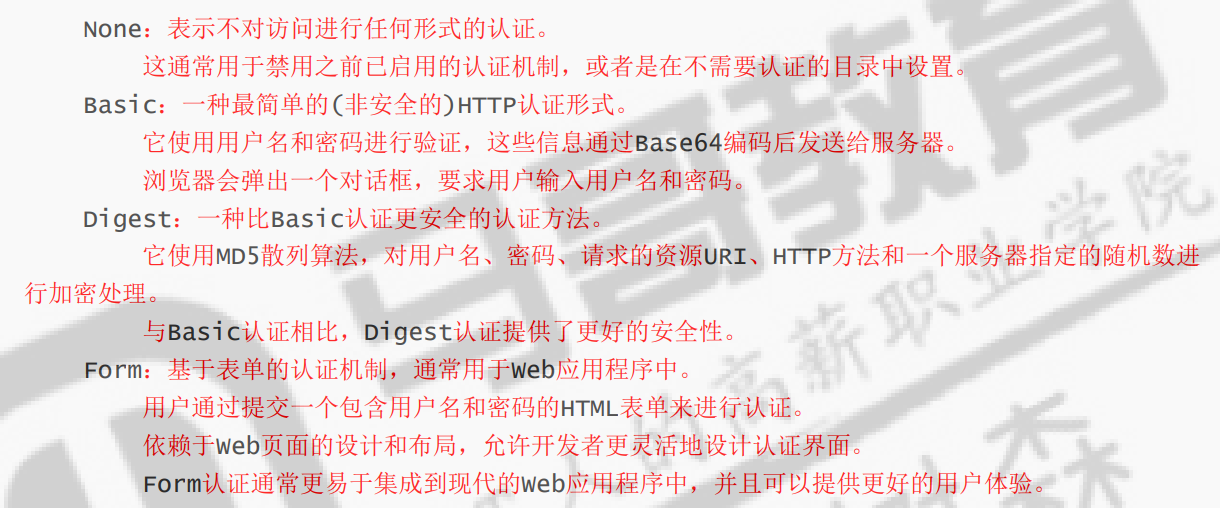 None：表示不对访问进行任何形式的认证。
这通常用于禁用之前已启用的认证机制，或者是在不需要认证的目录中设置。
Basic：一种最简单的(非安全的)HTTP认证形式。
它使用用户名和密码进行验证，这些信息通过Base64编码后发送给服务器。
浏览器会弹出一个对话框，要求用户输入用户名和密码。
Digest：一种比Basic认证更安全的认证方法。
它使用MD5散列算法，对用户名、密码、请求的资源URI、HTTP方法和一个服务器指定的随机数进
行加密处理。
与Basic认证相比，Digest认证提供了更好的安全性。
Form：基于表单的认证机制，通常用于Web应用程序中。
用户通过提交一个包含用户名和密码的HTML表单来进行认证。
依赖于Web页面的设计和布局，允许开发者更灵活地设计认证界面。
Form认证通常更易于集成到现代的Web应用程序中，并且可以提供更好的用户体验。
马哥教育
人的高薪职业学院